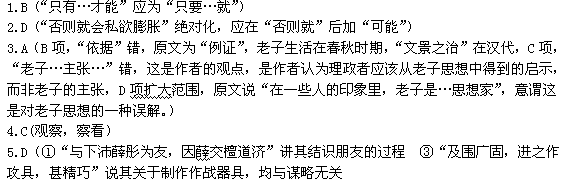 1.B（“只有…才能”应为“只要…就”）
2.D（“否则就会私欲膨胀”绝对化，应在“否则就”后加“可能”）
3.A（B项，“依据”错，原文为“例证”，老子生活在春秋时期，“文景之治”在汉代，C项，
“老子…主张…”错，这是作者的观点，是作者认为理政者应该从老子思想中得到的启示，
而非老子的主张，D项扩大范围，原文说“在一些人的印象里，老子是…思想家”，意谓这
是对老子思想的一种误解。）
4.C(观察，察看）
5.D（①“与下沛薛彤为友，因薛交檀道济”讲其结识朋友的过程　③“及围广固，进之作
攻具，甚精巧”说其关于制作作战器具，均与谋略无关